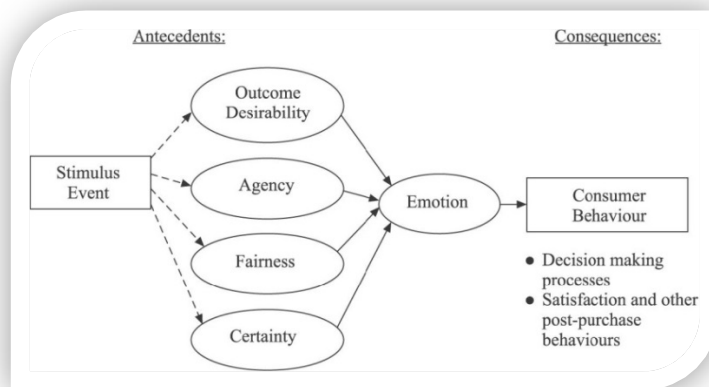 Antecedents:
Consequences:
Outcome
Desirability
Stimulus
Event
Agency
Emotion
Consumer
Behaviour
Fairness
Certainty
● Decision making
processes
● Satisfaction and other
post-purchase
behaviours